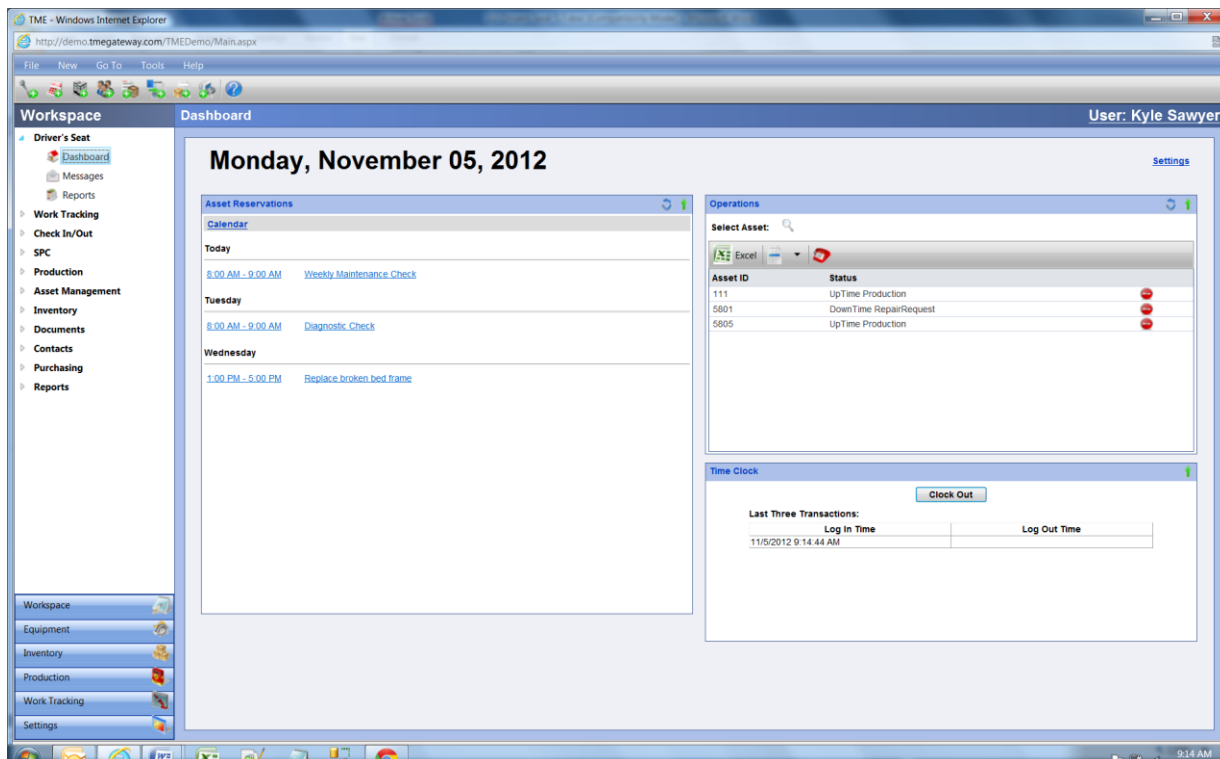 TME - Windows Internet Explorer
http://demo.tmegateway.com/TMEDemo/Main.aspx
File New Go To Tools Help
Workspace
Dashboard
User: Kyle Sawyer
Driver's Seat
Dashboard
Messages
Reports
Work Tracking
Check In/Out
SPC
Production
Asset Management
Inventory
Documents
Contacts
Purchasing
Reports
Workspace
Equipment
Inventory
Production
Work Tracking
Settings
Monday, November 05, 2012
Settings
Asset Reservations
Calendar
Today
8:00 AM - 9:00 AM Weekly Maintenance Check
Tuesday
8:00 AM - 9:00 AM Diagnostic Check
Wednesday
1:00 PM - 5:00 PM Replace broken bed frame
Operations
Select Asset:
Excel
Asset ID Status
111 UpTime Production
5801 DownTime RepairRequest
5805 UpTime Production
Time Clock
Clock Out
Last Three Transactions:
Log In Time Log Out Time
11/5/2012 9:14:44 AM
9:14 AM